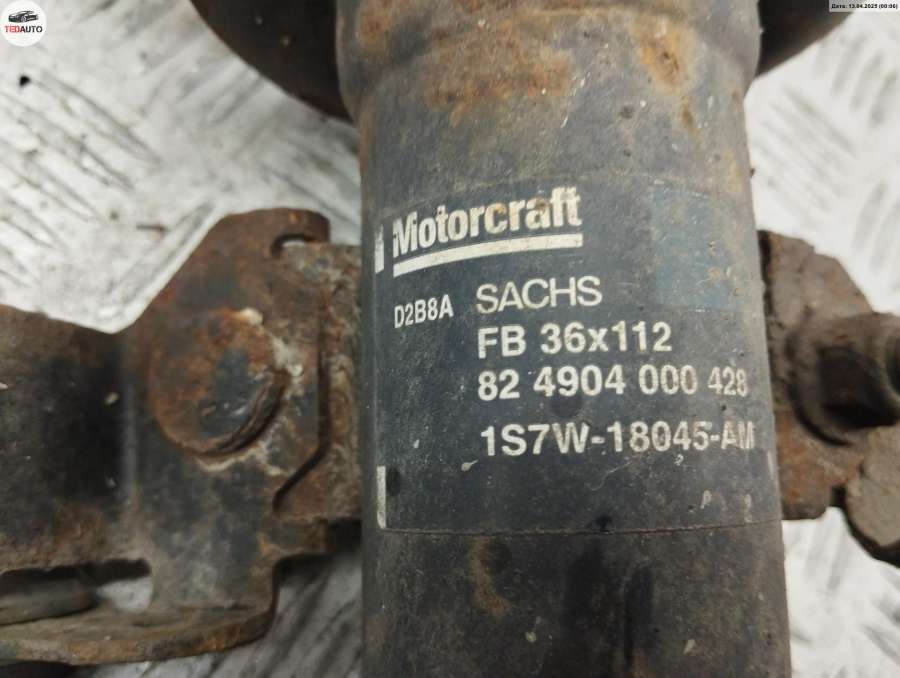 TEDAUTO
Дата: 13.04.2025 (00:06)
Motorcraft
D2B8A SACHS
FB 36x112
82 4904 000 428
1S7W-18045-AM